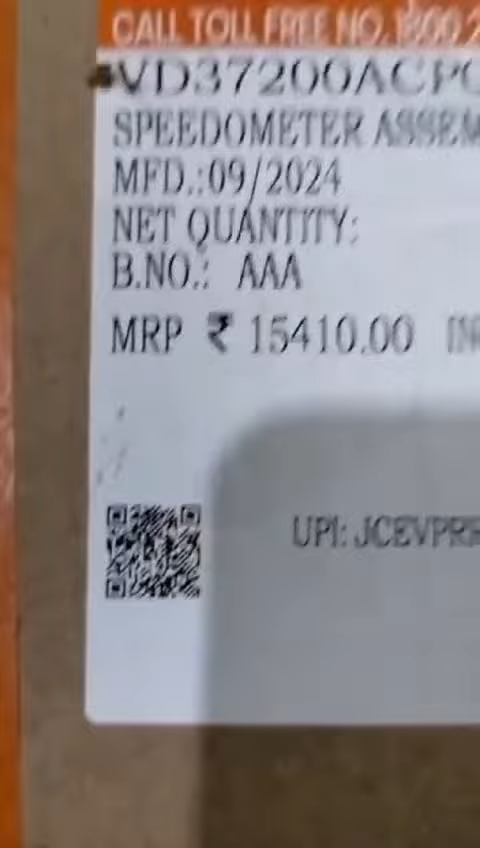 CALL TOLL FREE NO. 1800 2
VD37200ACP
SPEEDOMETER ASSEM
MFD.:09/2024
NET QUANTITY:
B.NO.: AAA
MRP ₹ 15410.00 IN
UPI: JCEVPR